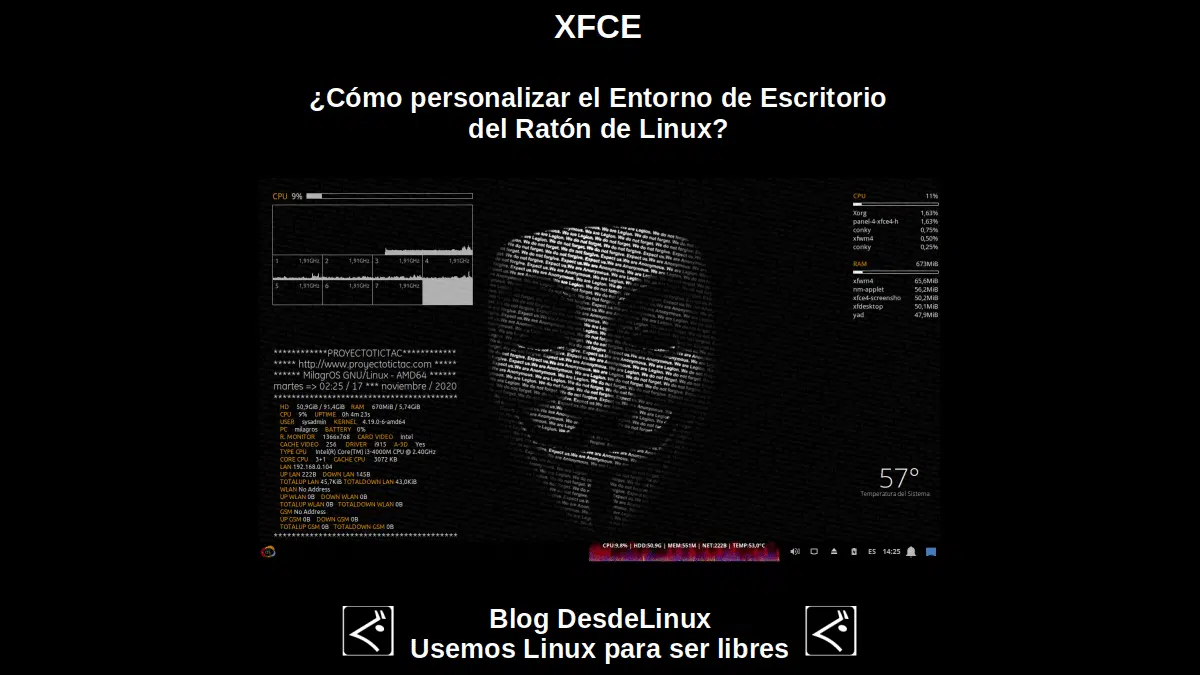 XFCE
¿Cómo personalizar el Entorno de Escritorio
del Ratón de Linux?
CPU 9%
1 1,91GHz 2 1,91GHz 3 1,91GHz 4 1,91GHz
5 1,91GHz 6 1,91GHz 7 1,91GHz
************PROYECTOTICTAC************
***** http://www.proyectotictac.com *****
****** MilagrOS GNU/Linux - AMD64 ******
martes => 02:25 / 17 *** noviembre / 2020
HD 50,9GiB / 91,4GiB RAM 670MiB / 5,74GiB
CPU 9% UPTIME 0h 4m 23s
USER sysadmin KERNEL 4.19.0-6-amd64
PC milagros BATTERY 0%
R. MONITOR 1366x768 CARD VIDEO Intel
CACHE VIDEO 256 DRIVER i915 A-3D Yes
TYPE CPU Intel(R) Core(TM) i3-4000M CPU @ 2.40GHz
CORE CPU 3+1 CACHE CPU 3072 KB
LAN 192.168.0.104
UP LAN 222B DOWN LAN 145B
TOTALUP LAN 45,7KiB TOTALDOWN LAN 43,0KiB
WLAN No Address
UP WLAN 0B DOWN WLAN 0B
TOTALUP WLAN 0B TOTALDOWN WLAN 0B
GSM No Address
UP GSM 0B DOWN GSM 0B
TOTALUP GSM 0B TOTALDOWN GSM 0B
CPU 11%
Xorg 1,63%
panel-4-xfce4-h 1,63%
conky 0,75%
xfwm4 0,50%
conky 0,25%
RAM 673MiB
xfwm4 65,6MiB
nm-applet 56,2MiB
xfce4-screensho 50,2MiB
xfdesktop 50,1MiB
yad 47,9MiB
57°
Temperatura del Sistema
CPU:9,8% | HDD:50,9G | MEM:551M | NET:222B | TEMP:53,0°C
ES 14:25
Blog DesdeLinux
Usemos Linux para ser libres